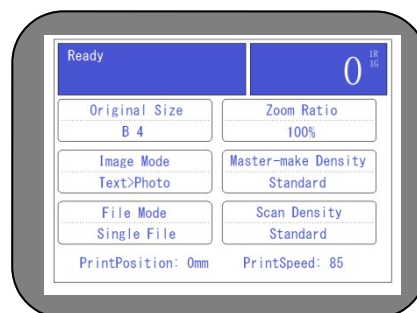 Ready
0 1R
1G
Original Size Zoom Ratio
B 4 100%
Image Mode Master-make Density
Text>Photo Standard
File Mode Scan Density
Single File Standard
PrintPosition: 0mm PrintSpeed: 85